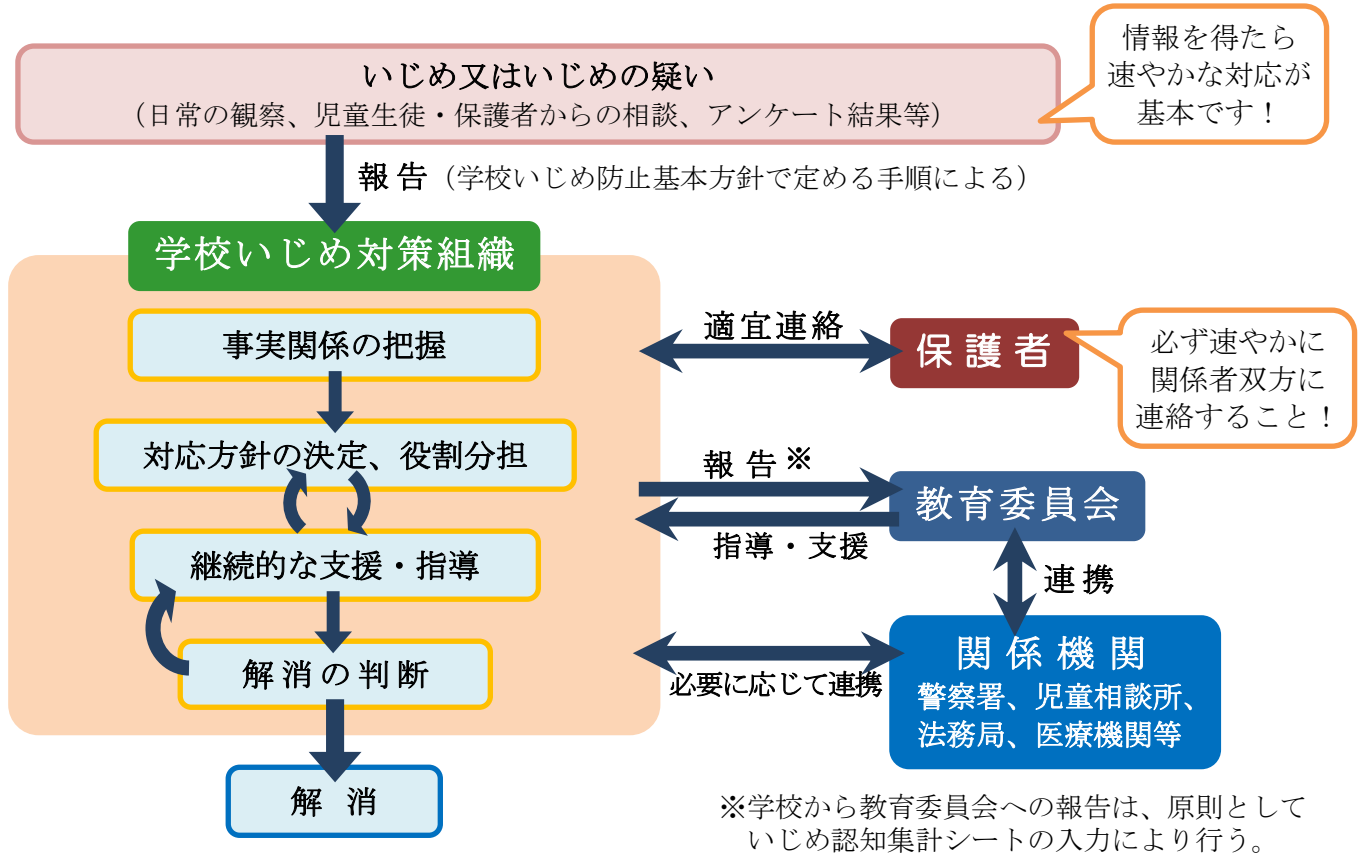 いじめ又はいじめの疑い
（日常の観察、児童生徒・保護者からの相談、アンケート結果等）
情報を得たら
速やかな対応が
基本です！
報告（学校いじめ防止基本方針で定める手順による）
学校いじめ対策組織
事実関係の把握
対応方針の決定、役割分担
継続的な支援・指導
解消の判断
解消
適宜連絡
保護者
必ず速やかに
関係者双方に
連絡すること！
報告※
教育委員会
指導・支援
連携
必要に応じて連携
関係機関
警察署、児童相談所、
法務局、医療機関等
※学校から教育委員会への報告は、原則として
いじめ認知集計シートの入力により行う。